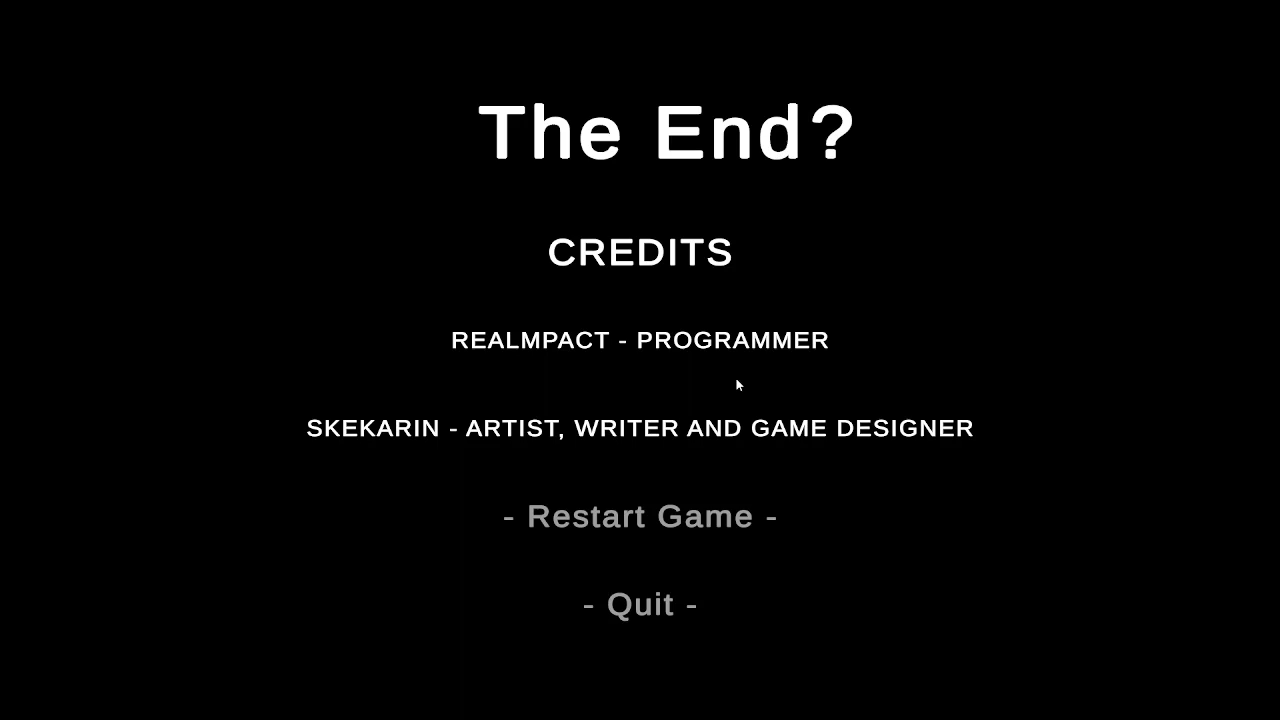 The End?
CREDITS
REALMPACT - PROGRAMMER
SKEKARIN - ARTIST, WRITER AND GAME DESIGNER
- Restart Game -
- Quit -